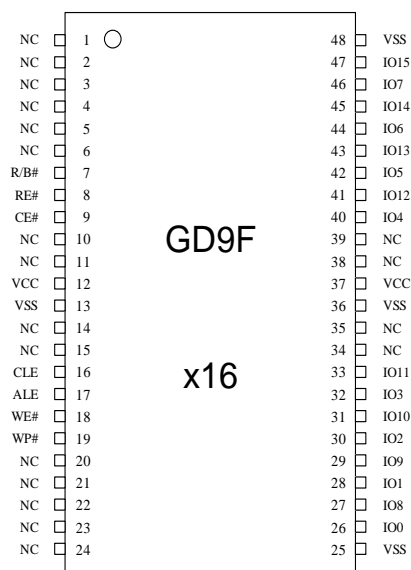 NC 1 48 VSS
NC 2 47 IO15
NC 3 46 IO7
NC 4 45 IO14
NC 5 44 IO6
NC 6 43 IO13
R/B# 7 42 IO5
RE# 8 41 IO12
CE# 9 40 IO4
NC 10 GD9F 39 NC
NC 11 38 NC
VCC 12 37 VCC
VSS 13 36 VSS
NC 14 35 NC
NC 15 34 NC
CLE 16 x16 33 IO11
ALE 17 32 IO3
WE# 18 31 IO10
WP# 19 30 IO2
NC 20 29 IO9
NC 21 28 IO1
NC 22 27 IO8
NC 23 26 IO0
NC 24 25 VSS